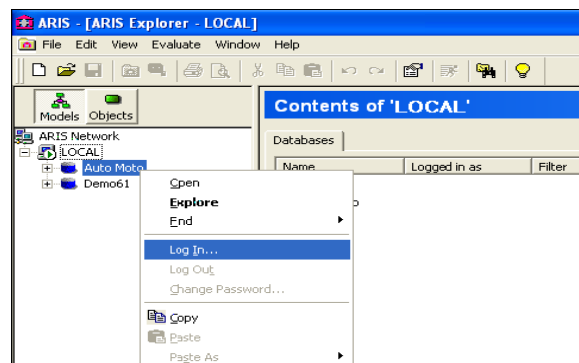 ARIS - [ARIS Explorer - LOCAL]
File Edit View Evaluate Window Help
Models Objects
Contents of 'LOCAL'
ARIS Network
Databases
LOCAL
Name Logged in as Filter
Auto Moto
Demo61
Open
Explore
End
Log In...
Log Out
Change Password...
Copy
Paste
Paste As